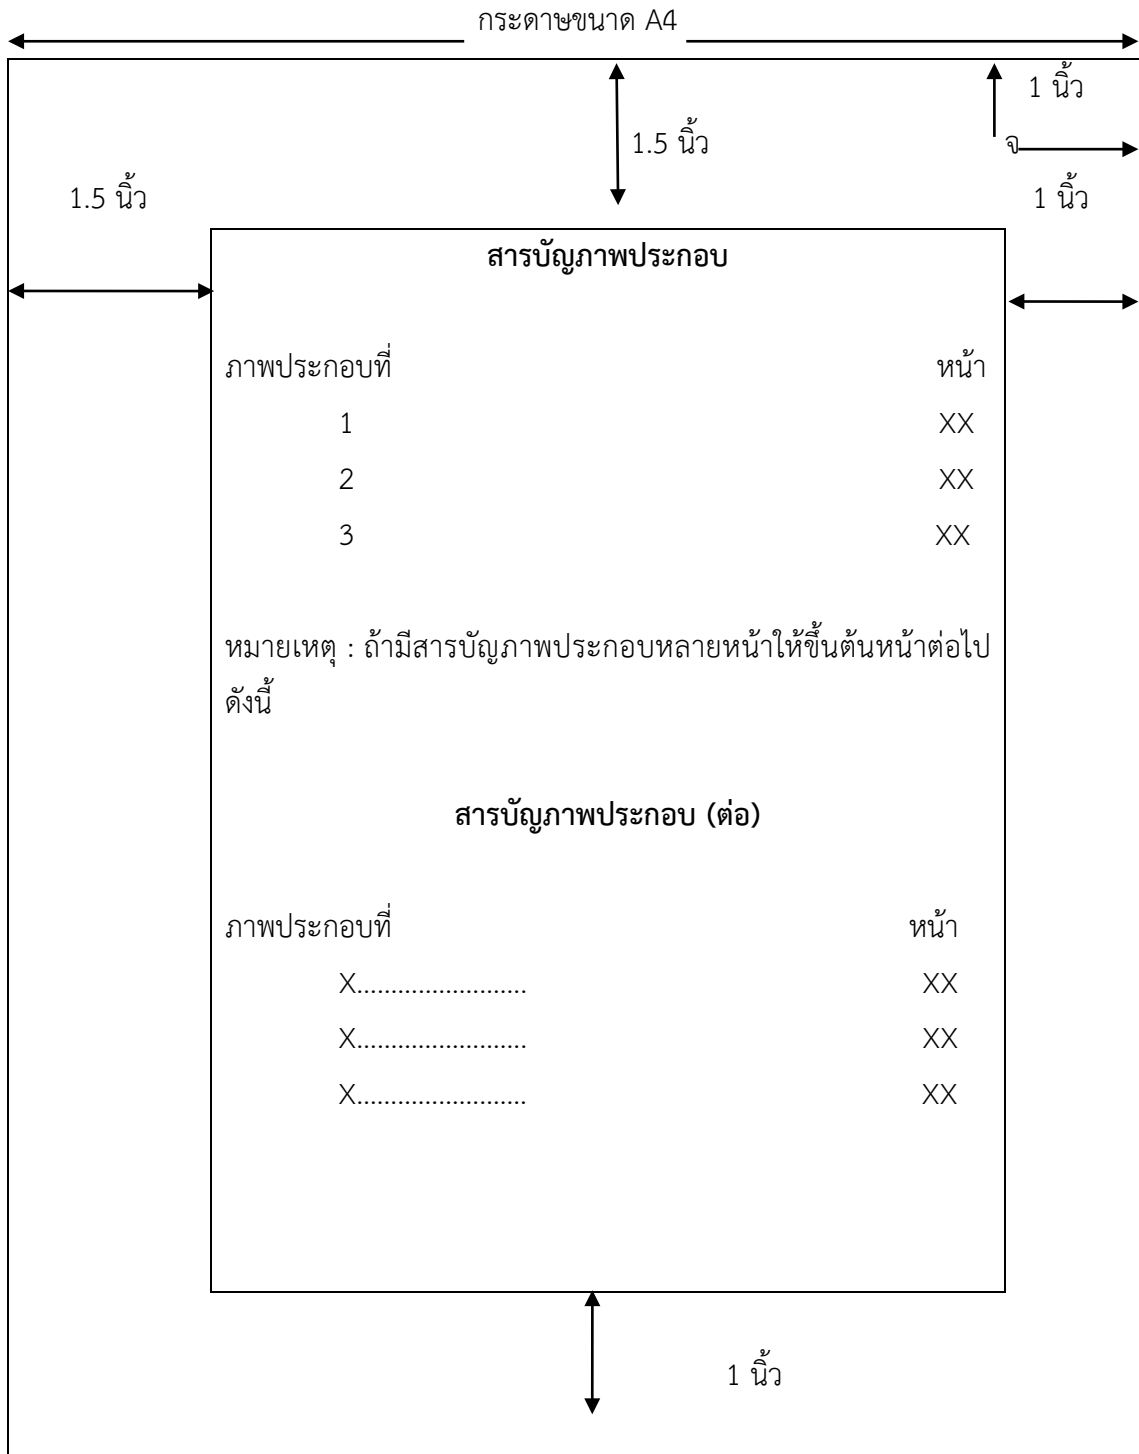 กระดาษขนาด A4
1 นิ้ว
1.5 นิ้ว
จ
1.5 นิ้ว
1 นิ้ว
สารบัญภาพประกอบ
ภาพประกอบที่ หน้า
1 XX
2 XX
3 XX
หมายเหตุ : ถ้ามีสารบัญภาพประกอบหลายหน้าให้ขึ้นต้นหน้าต่อไป
ดังนี้
สารบัญภาพประกอบ (ต่อ)
ภาพประกอบที่ หน้า
X......................... XX
X......................... XX
X......................... XX
1 นิ้ว